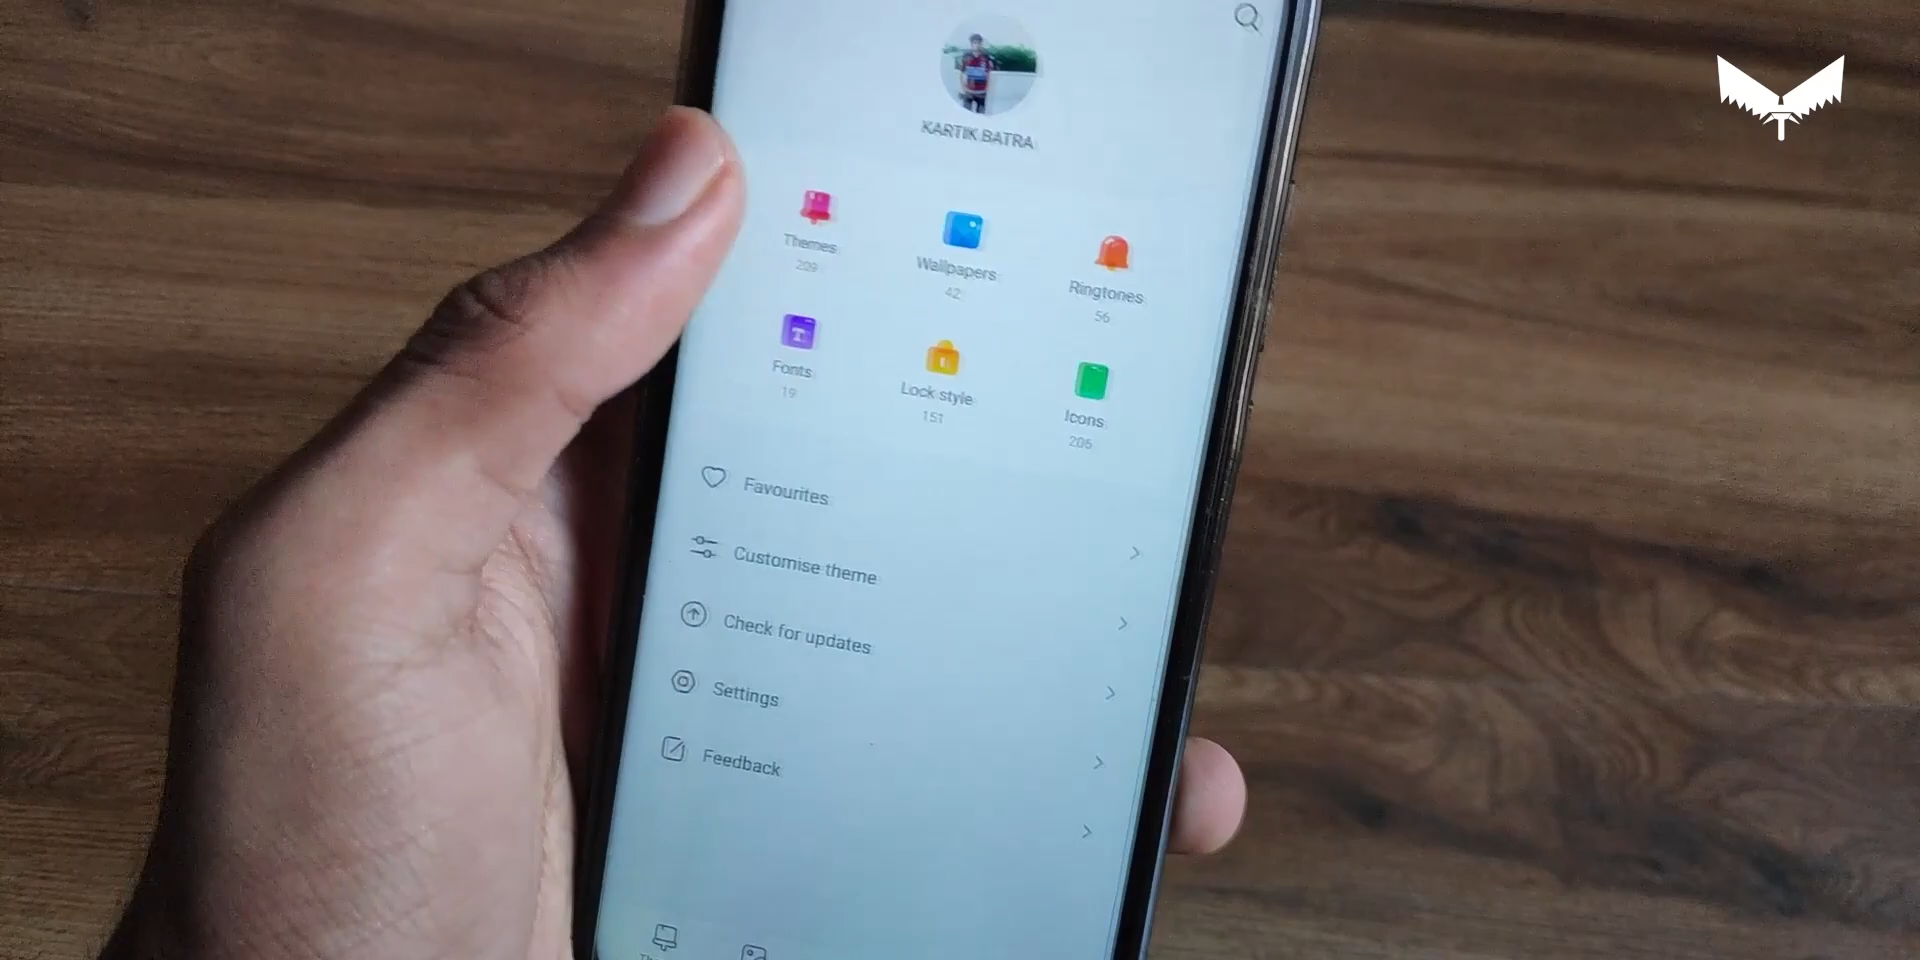 KARTIK BATRA
Themes
209
Wallpapers
42
Ringtones
56
Fonts
19
Lock style
151
Icons
206
Favourites
Customise theme
Check for updates
Settings
Feedback